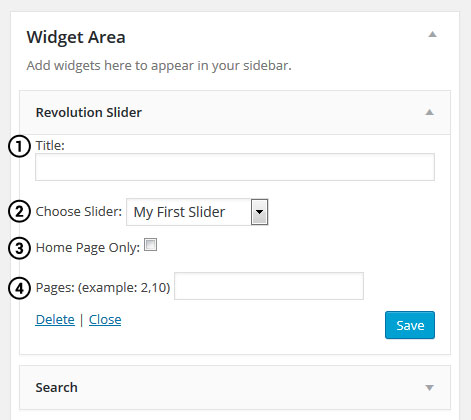 Widget Area
Add widgets here to appear in your sidebar.
Revolution Slider
1 Title:
2 Choose Slider: My First Slider
3 Home Page Only:
4 Pages: (example: 2,10)
Delete | Close Save
Search